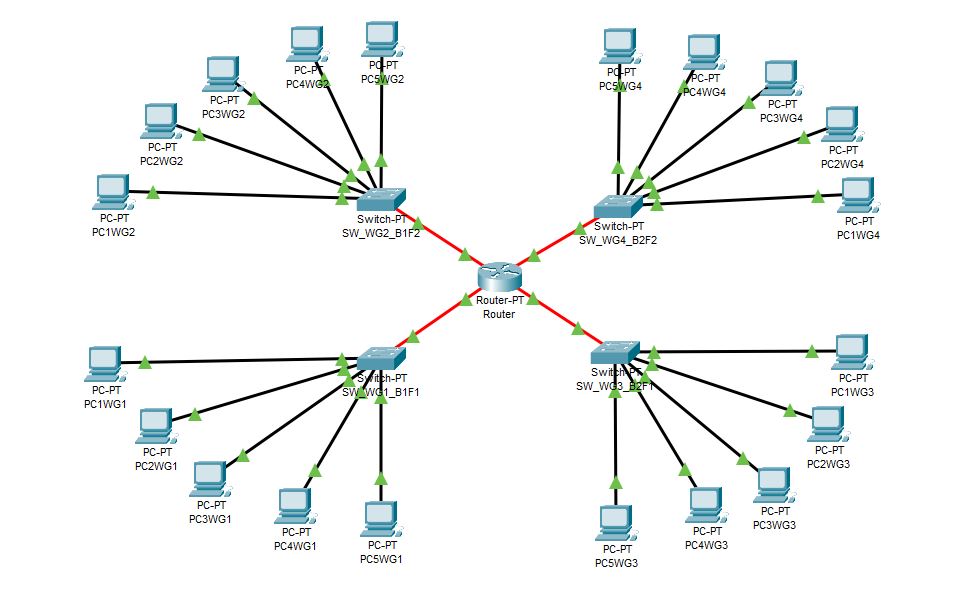 PC-PT
PC4WG2
PC-PT
PC5WG2
PC-PT
PC3WG2
PC-PT
PC2WG2
PC-PT
PC1WG2
Switch-PT
SW_WG2_B1F2
PC-PT
PC5WG4
PC-PT
PC4WG4
PC-PT
PC3WG4
PC-PT
PC2WG4
PC-PT
PC1WG4
Switch-PT
SW_WG4_B2F2
Router-PT
Router
Switch-PT
SW_WG1_B1F1
PC-PT
PC1WG1
PC-PT
PC2WG1
PC-PT
PC3WG1
PC-PT
PC4WG1
PC-PT
PC5WG1
Switch-PT
SW_WG3_B2F1
PC-PT
PC1WG3
PC-PT
PC2WG3
PC-PT
PC3WG3
PC-PT
PC4WG3
PC-PT
PC5WG3